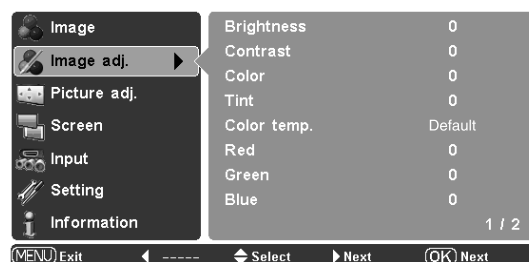 Image
Image adj.
Picture adj.
Screen
Input
Setting
Information
Brightness 0
Contrast 0
Color 0
Tint 0
Color temp. Default
Red 0
Green 0
Blue 0
1 / 2
MENU Exit ----- Select Next OK Next